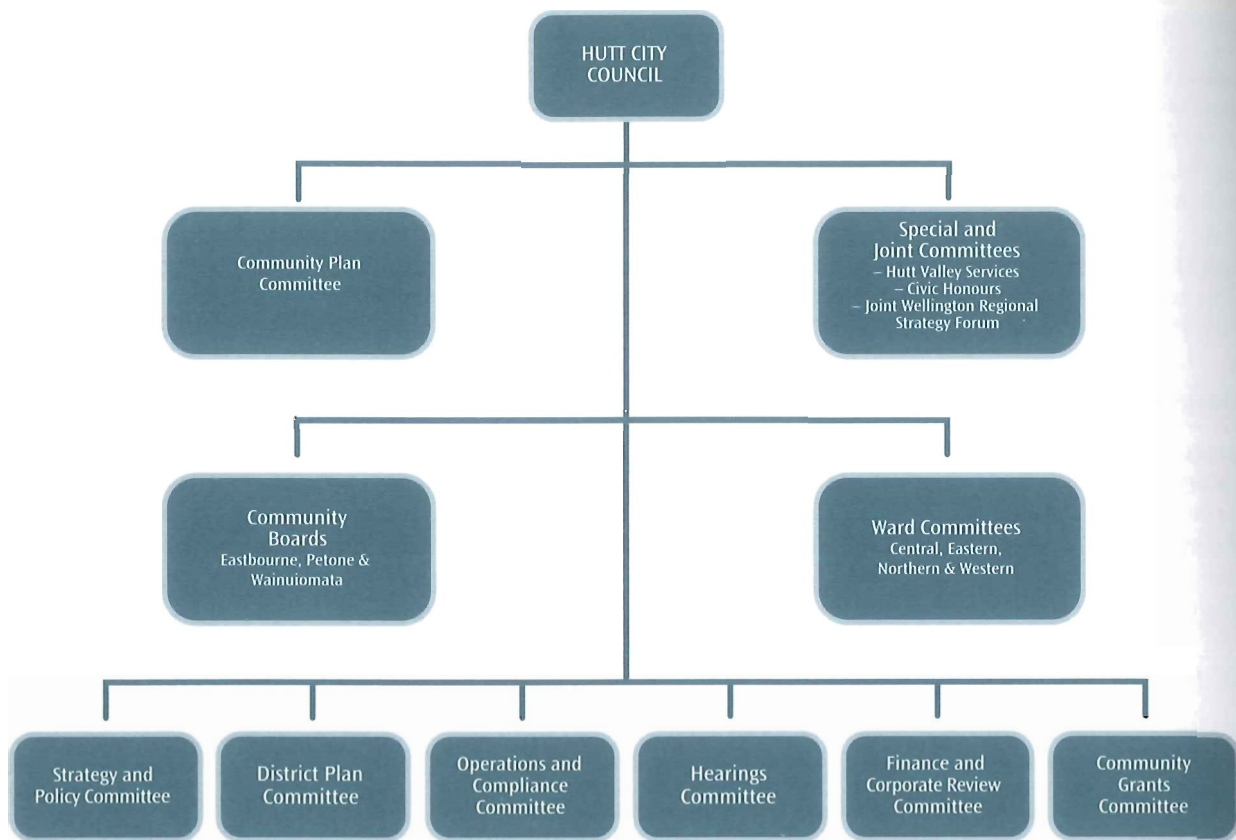 HUTT CITY
COUNCIL
Community Plan
Committee
Special and
Joint Committees
– Hutt Valley Services
– Civic Honours
– Joint Wellington Regional
Strategy Forum
Community
Boards
Eastbourne, Petone &
Wainuiomata
Ward Committees
Central, Eastern,
Northern & Western
Strategy and
Policy Committee
District Plan
Committee
Operations and
Compliance
Committee
Hearings
Committee
Finance and
Corporate Review
Committee
Community
Grants
Committee